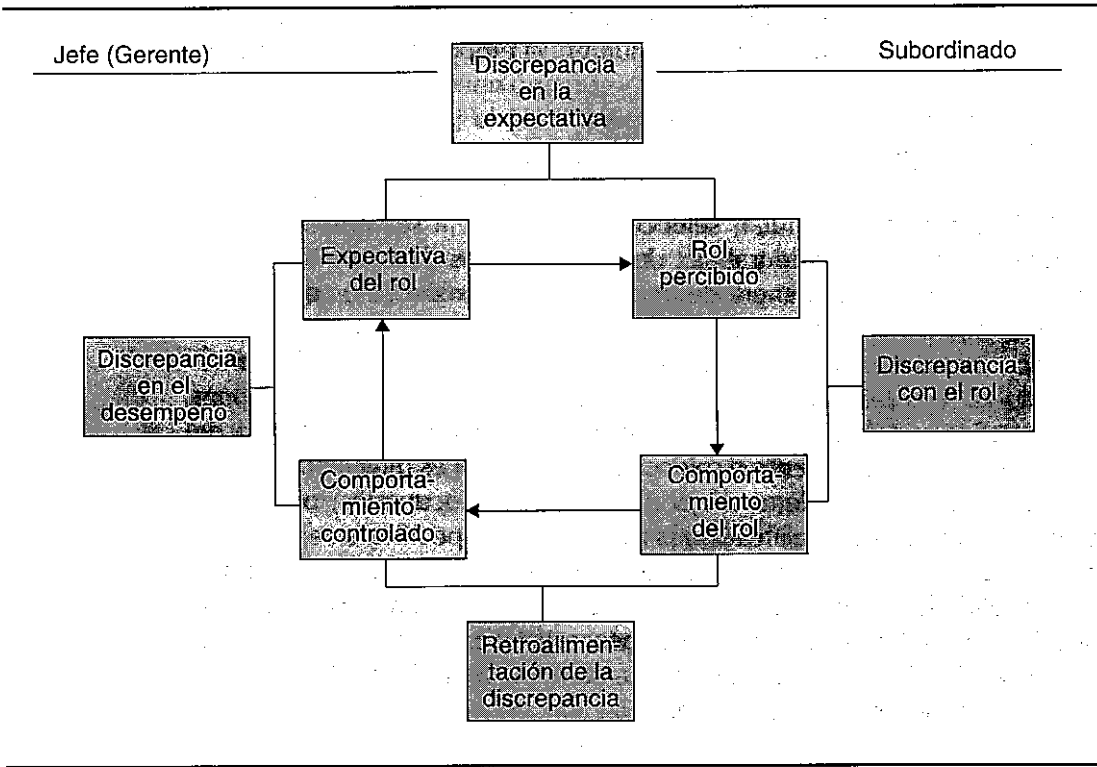 Jefe (Gerente)
Subordinado
Discrepancia
en la
expectativa
Expectativa
del rol
Rol
percibido
Discrepancia
en el
desempeño
Discrepancia
con el rol
Comporta-
miento
controlado
Comporta-
miento
del rol
Retroalimen-
tación de la
discrepancia